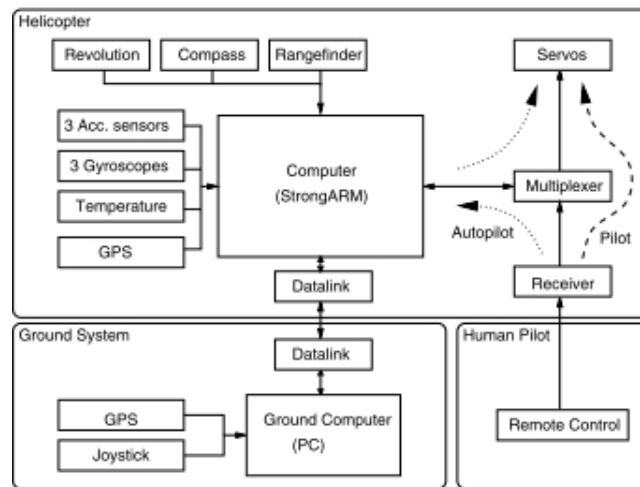 Helicopter
Revolution
Compass
Rangefinder
Servos
3 Acc. sensors
3 Gyroscopes
Temperature
GPS
Computer
(StrongARM)
Multiplexer
Autopilot
Pilot
Receiver
Datalink
Ground System
Datalink
GPS
Joystick
Ground Computer
(PC)
Human Pilot
Remote Control